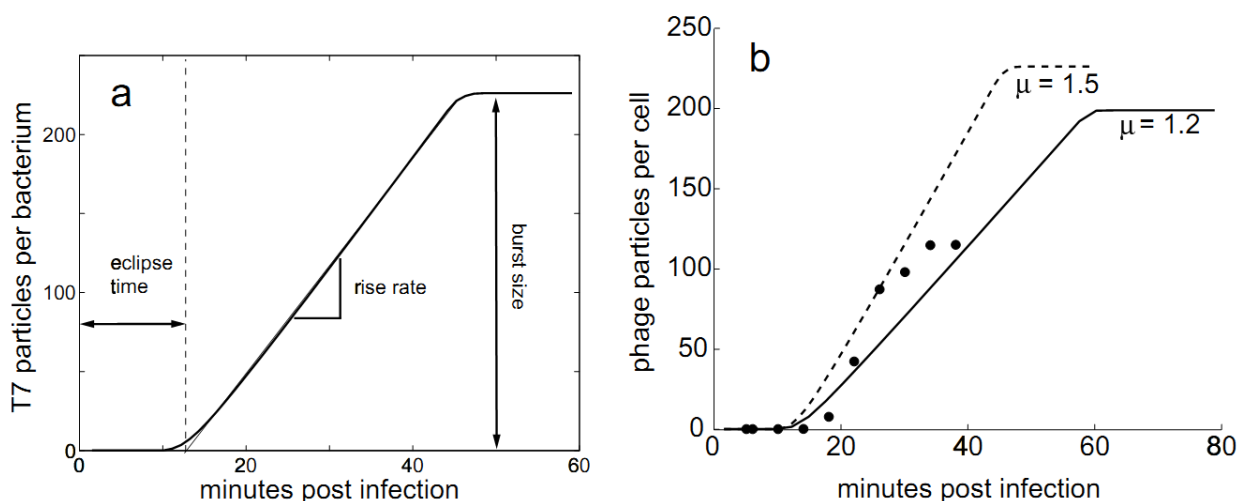 a
T7 particles per bacterium
200
100
0
eclipse
time
rise rate
burst size
0
20
40
60
minutes post infection
b
phage particles per cell
250
200
150
100
50
0
μ = 1.5
μ = 1.2
0
20
40
60
80
minutes post infection